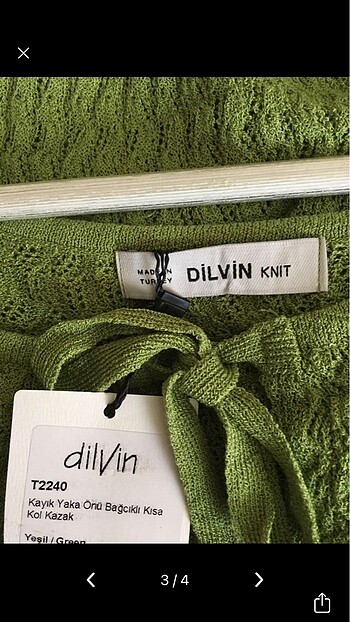 MADE IN
TURKEY
DİLVİN KNIT
dilvin
T2240
Kayık Yaka Önü Bağcıklı Kısa
Kol Kazak
Yeşil / Green
3 / 4